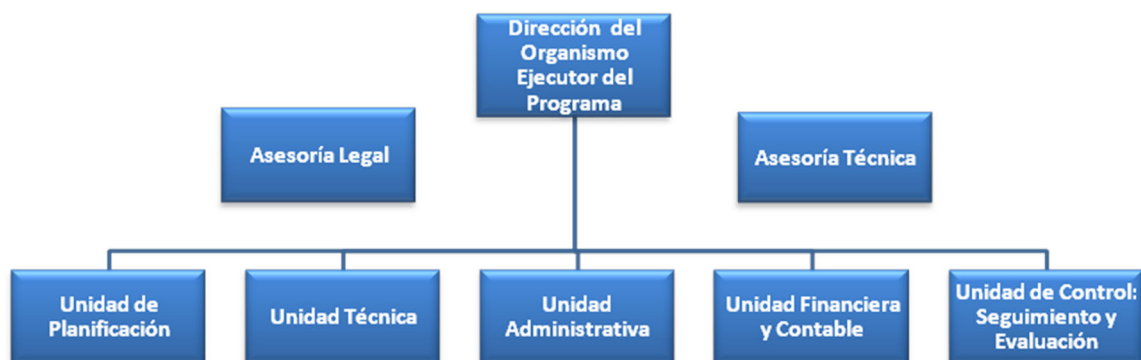 Dirección del
Organismo
Ejecutor del
Programa
Asesoría Legal
Asesoría Técnica
Unidad de
Planificación
Unidad Técnica
Unidad
Administrativa
Unidad Financiera
y Contable
Unidad de Control:
Seguimiento y
Evaluación